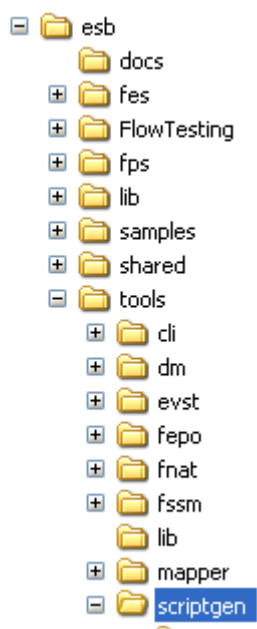 esb
docs
fes
FlowTesting
fps
lib
samples
shared
tools
cli
dm
evst
fepo
fnat
fssm
lib
mapper
scriptgen